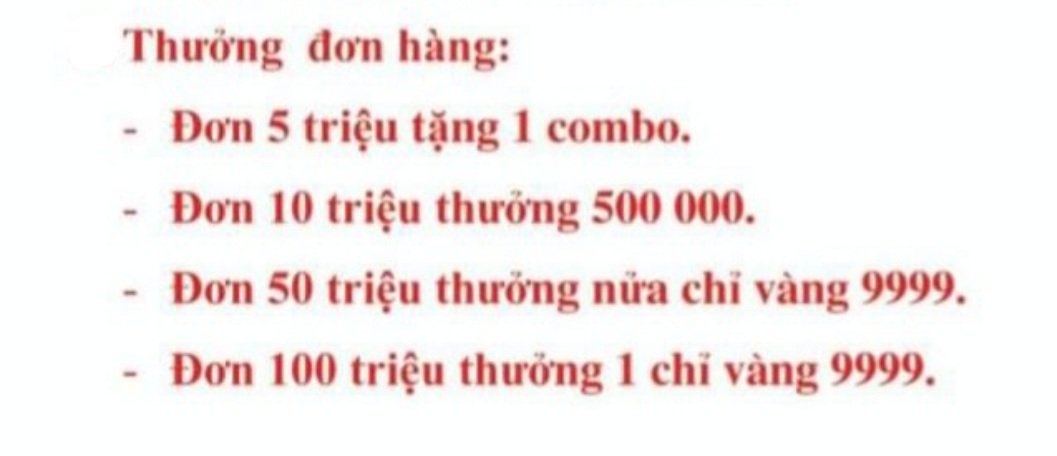 Thưởng đơn hàng:
- Đơn 5 triệu tặng 1 combo.
- Đơn 10 triệu thưởng 500 000.
- Đơn 50 triệu thưởng nửa chỉ vàng 9999.
- Đơn 100 triệu thưởng 1 chỉ vàng 9999.